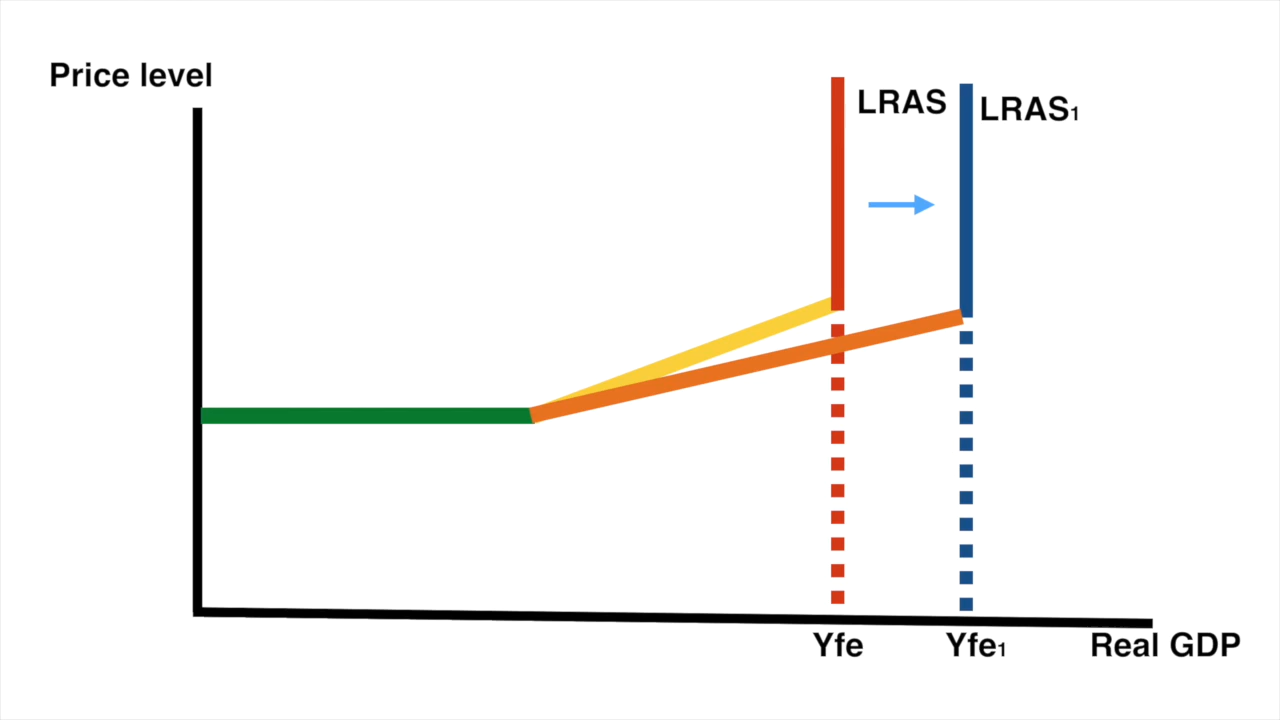 Price level
LRAS
LRAS₁
Yfe
Yfe₁
Real GDP